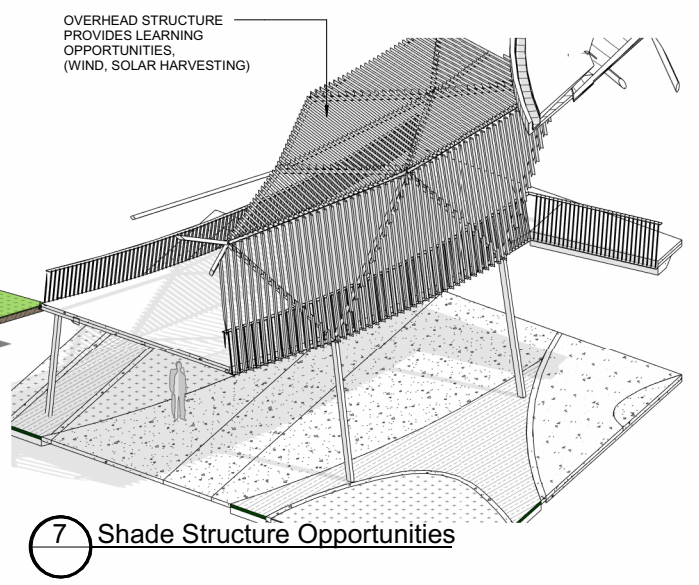 OVERHEAD STRUCTURE
PROVIDES LEARNING
OPPORTUNITIES,
(WIND, SOLAR HARVESTING)
7 Shade Structure Opportunities